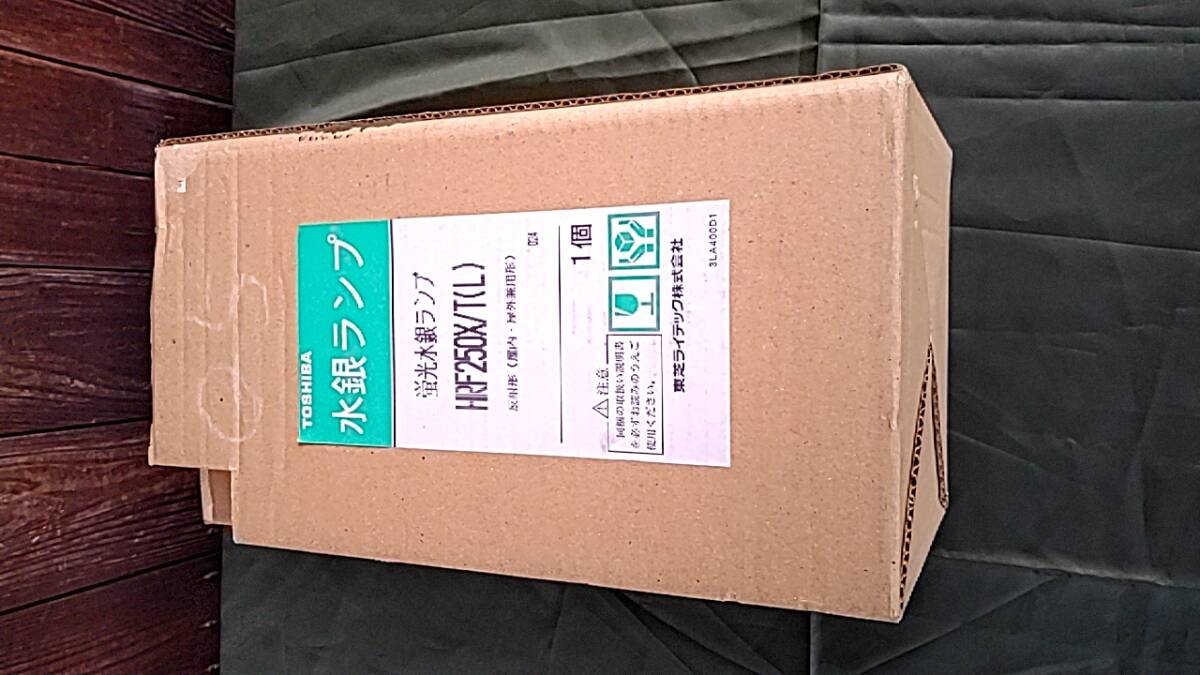 TOSHIBA
水銀ランプ
蛍光水銀ランプ
HRF250X/T(L)
反射形（屋内・屋外兼用形）
024
1個
⚠注意
同梱の取扱い説明書
を必ずお読みのうえご
使用ください。
東芝ライテック株式会社
3LA400D1